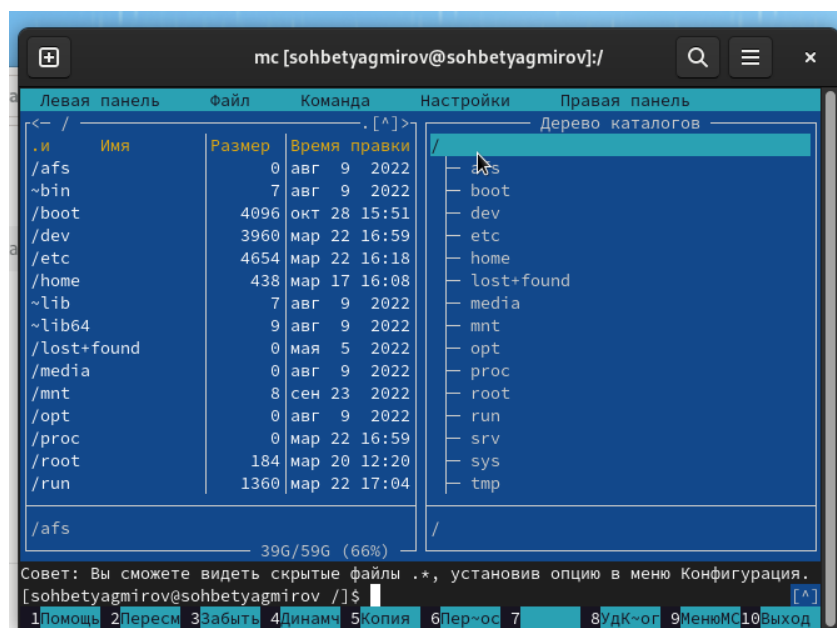 mc [sohbetyagmirov@sohbetyagmirov]:/
Левая панель Файл Команда Настройки Правая панель
<− / .[^]> Дерево каталогов
.и Имя Размер Время правки /
/afs 0 авг 9 2022 afs
~bin 7 авг 9 2022 boot
/boot 4096 окт 28 15:51 dev
/dev 3960 мар 22 16:59 etc
/etc 4654 мар 22 16:18 home
/home 438 мар 17 16:08 lost+found
~lib 7 авг 9 2022 media
~lib64 9 авг 9 2022 mnt
/lost+found 0 мая 5 2022 opt
/media 0 авг 9 2022 proc
/mnt 8 сен 23 2022 root
/opt 0 авг 9 2022 run
/proc 0 мар 22 16:59 srv
/root 184 мар 20 12:20 sys
/run 1360 мар 22 17:04 tmp
/afs /
39G/59G (66%)
Совет: Вы сможете видеть скрытые файлы .*, установив опцию в меню Конфигурация.
[sohbetyagmirov@sohbetyagmirov /]$ [^]
1Помощь 2Пересм 3Забыть 4Динамч 5Копия 6Пер~ос 7 8УдК~ог 9МенюMC 10Выход